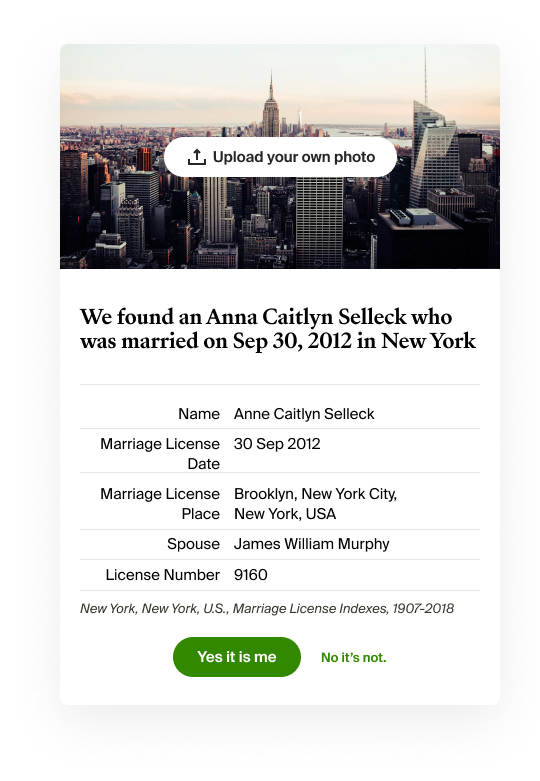 Upload your own photo
We found an Anna Caitlyn Selleck who
was married on Sep 30, 2012 in New York
Name Anne Caitlyn Selleck
Marriage License 30 Sep 2012
Date
Marriage License Brooklyn, New York City,
Place New York, USA
Spouse James William Murphy
License Number 9160
New York, New York, U.S., Marriage License Indexes, 1907-2018
Yes it is me No it’s not.